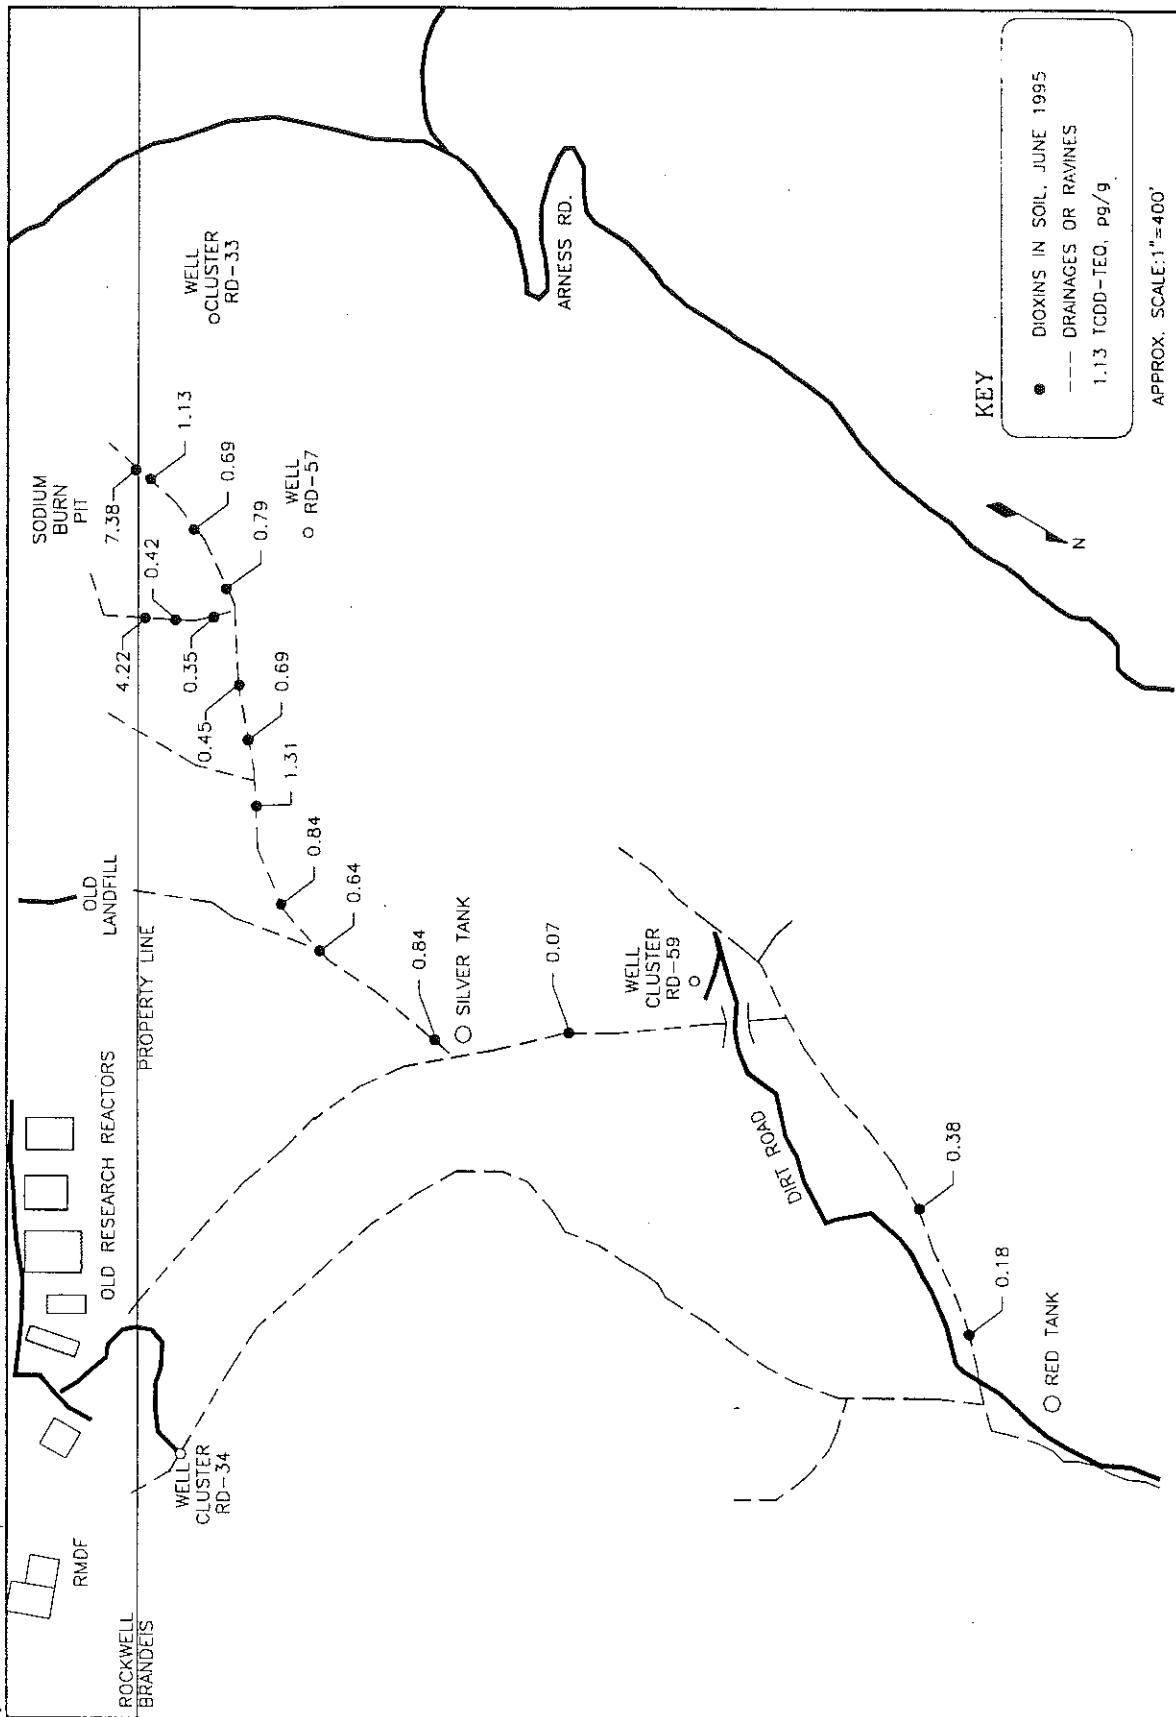 RMDF
ROCKWELL
BRANDEIS
WELL
CLUSTER
RD-34
OLD RESEARCH REACTORS
PROPERTY LINE
OLD
LANDFILL
SODIUM
BURN
PIT
7.38
1.13
0.69
0.79
4.22
0.42
0.35
0.45
0.69
1.31
0.84
0.64
0.84
SILVER TANK
0.07
WELL
CLUSTER
RD-33
WELL
RD-57
WELL
CLUSTER
RD-59
DIRT ROAD
0.38
0.18
RED TANK
ARNESS RD.
N
KEY
DIOXINS IN SOIL, JUNE 1995
--- DRAINAGES OR RAVINES
1.13 TCDD-TEQ, pg/g
APPROX. SCALE:1"=400'